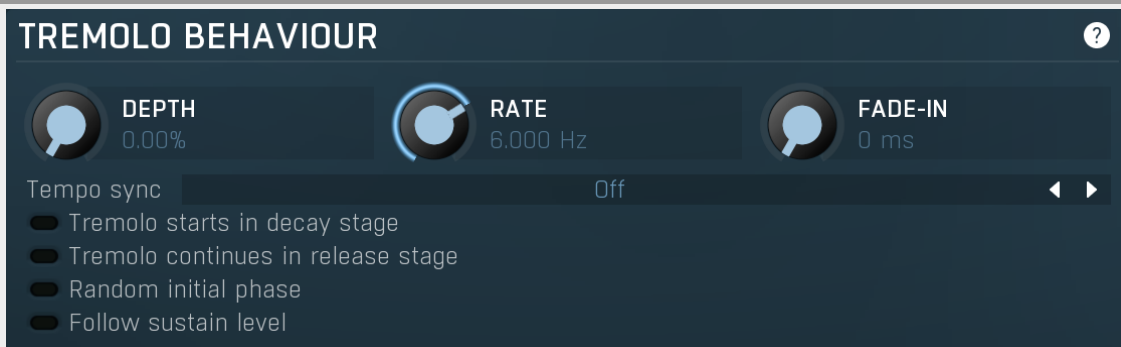 TREMOLO BEHAVIOUR ?
DEPTH
0.00%
RATE
6.000 Hz
FADE-IN
0 ms
Tempo sync Off
Tremolo starts in decay stage
Tremolo continues in release stage
Random initial phase
Follow sustain level